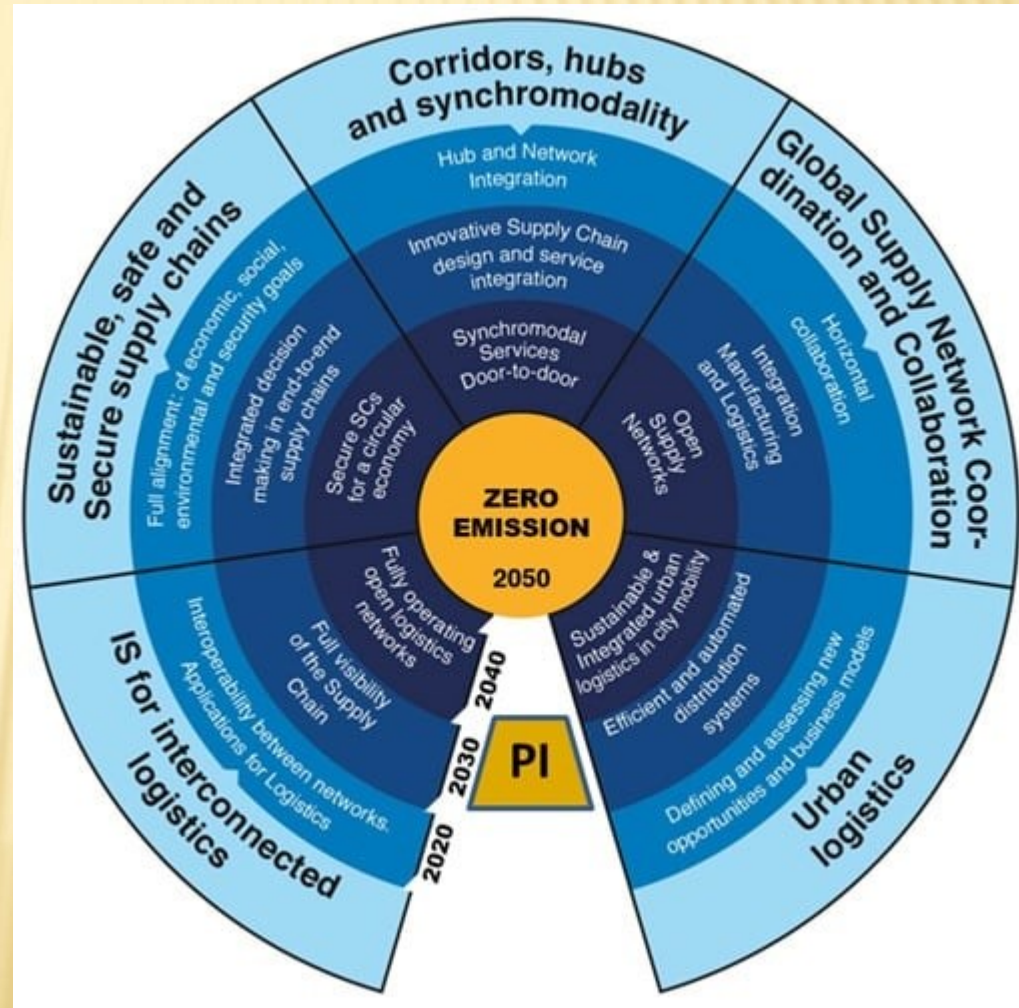 Corridors, hubs
and synchromodality
Hub and Network
Integration
Innovative Supply Chain
design and service
integration
Synchromodal
Services
Door-to-door
Global Supply Network Coor-
dination and Collaboration
Horizontal
collaboration
Integration
Manufacturing
and Logistics
Open
Supply
Networks
Urban
logistics
Defining and assessing new
opportunities and business models
Efficient and automated
distribution
systems
Sustainable &
Integrated urban
logistics in city mobility
IS for interconnected
logistics
Interoperability between networks.
Applications for Logistics
Full visibility
of the Supply
Chain
Fully operating
open logistics
networks
Sustainable, safe and
Secure supply chains
Full alignment: of economic, social,
environmental and security goals
Integrated decision
making in end-to-end
supply chains
Secure SCs
for a circular
economy
ZERO
EMISSION
2050
2040
2030
2020
PI